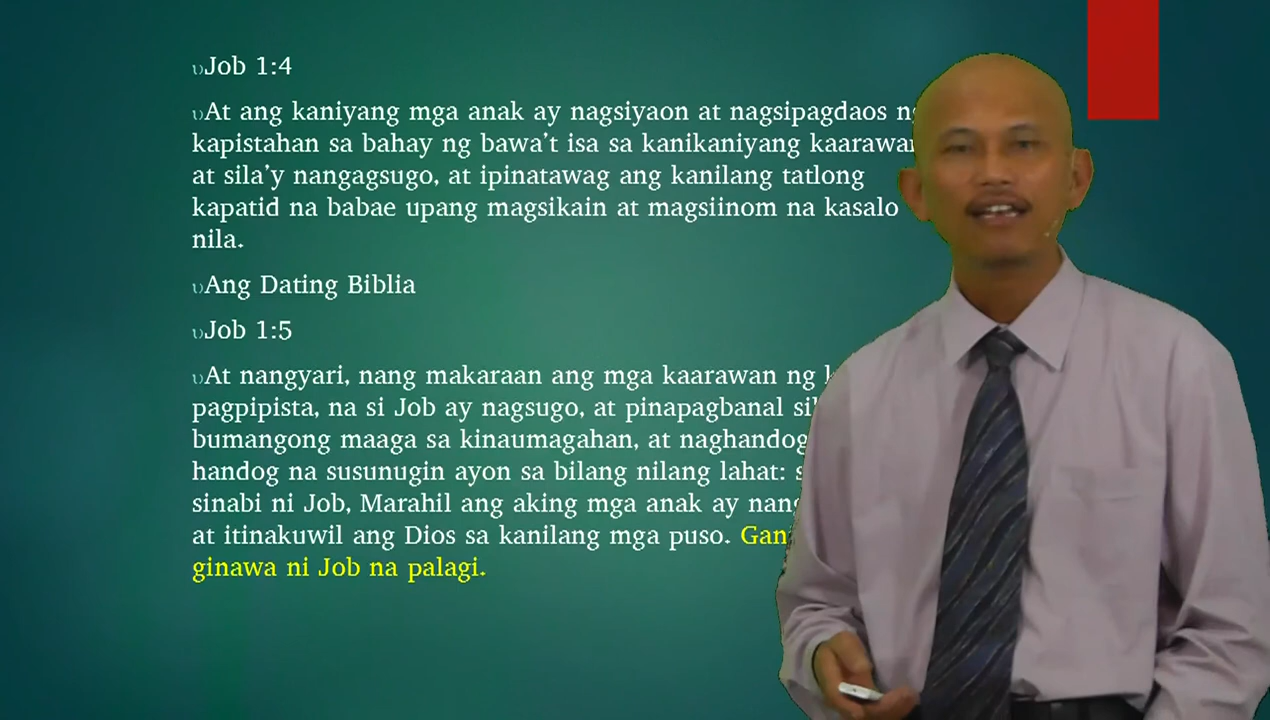 Job 1:4
At ang kaniyang mga anak ay nagsiyaon at nagsipagdaos
kapistahan sa bahay ng bawa't isa sa kanikaniyang
at sila'y nangagsugo, at ipinatawag ang kanilang tatlong
kapatid na babae upang magsikain at magsiinom na kasalo
nila.
Ang Dating Biblia
Job 1:5
At nangyari, nang makaraan ang mga kaarawan ng
pagpipista, na si Job ay nagsugo, at pinapagbanal
bumangong maaga sa kinaumagahan, at naghandog
handog na susunugin ayon sa bilang nilang lahat:
sinabi ni Job, Marahil ang aking mga anak ay
at itinakuwil ang Dios sa kanilang mga puso.
ginawa ni Job na palagi.